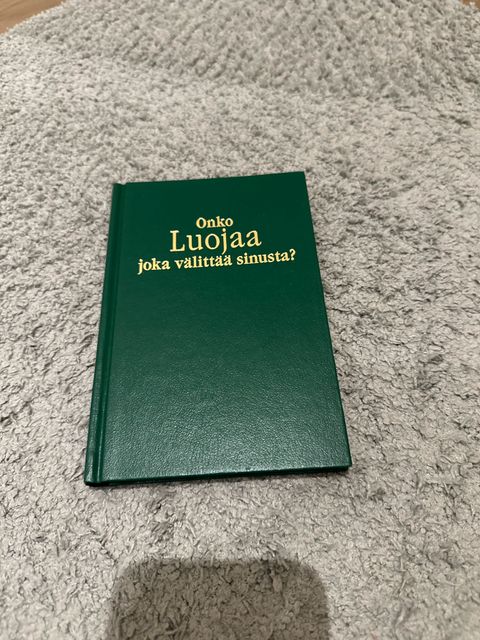 Onko
Luojaa
joka välittää sinusta?